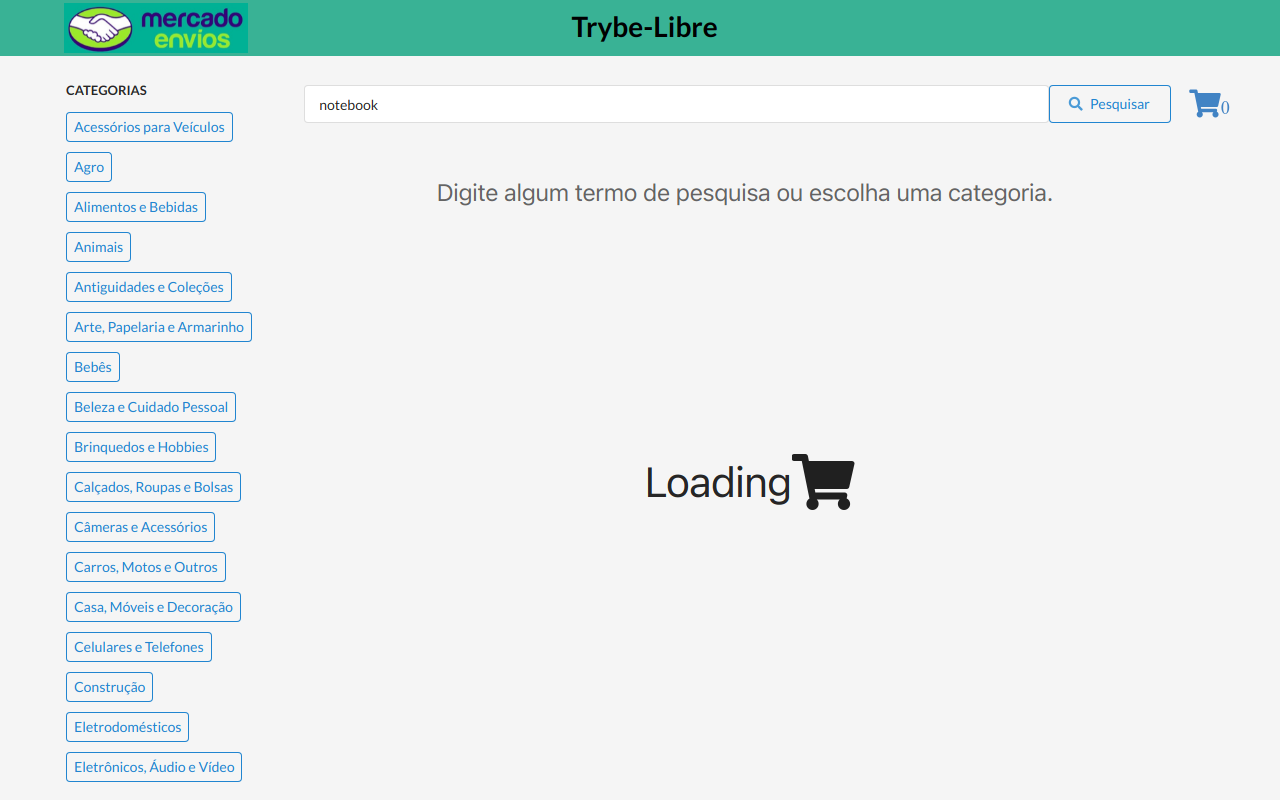 mercado
envios
Trybe-Libre
CATEGORIAS
Acessórios para Veículos
Agro
Alimentos e Bebidas
Animais
Antiguidades e Coleções
Arte, Papelaria e Armarinho
Bebês
Beleza e Cuidado Pessoal
Brinquedos e Hobbies
Calçados, Roupas e Bolsas
Câmeras e Acessórios
Carros, Motos e Outros
Casa, Móveis e Decoração
Celulares e Telefones
Construção
Eletrodomésticos
Eletrônicos, Áudio e Vídeo
notebook
Pesquisar
0
Digite algum termo de pesquisa ou escolha uma categoria.
Loading